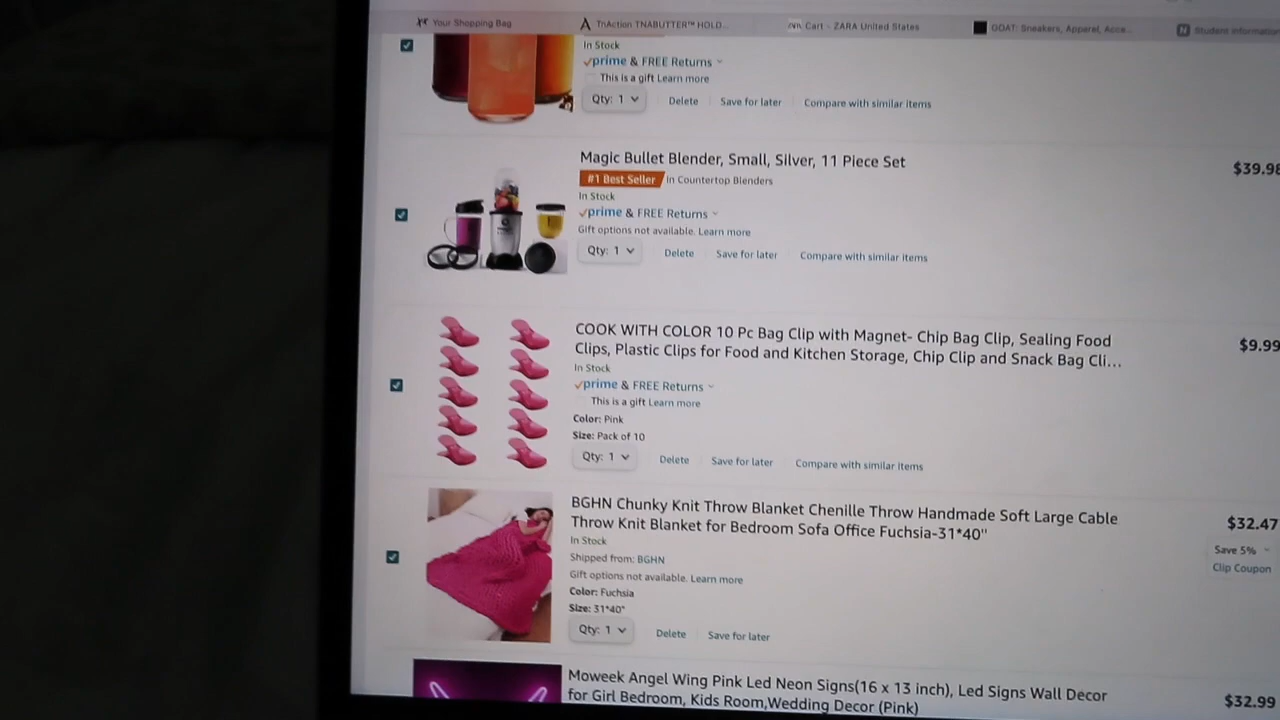 Your Shopping Bag
TriAction TNABUTTER™ HOLD...
Cart - ZARA United States
GOAT: Sneakers, Apparel, Acce...
Student Information
In Stock
prime & FREE Returns
This is a gift Learn more
Qty: 1
Delete
Save for later
Compare with similar items
Magic Bullet Blender, Small, Silver, 11 Piece Set
$39.98
#1 Best Seller in Countertop Blenders
In Stock
prime & FREE Returns
Gift options not available. Learn more
Qty: 1
Delete
Save for later
Compare with similar items
COOK WITH COLOR 10 Pc Bag Clip with Magnet- Chip Bag Clip, Sealing Food
Clips, Plastic Clips for Food and Kitchen Storage, Chip Clip and Snack Bag Cli...
$9.99
In Stock
prime & FREE Returns
This is a gift Learn more
Color: Pink
Size: Pack of 10
Qty: 1
Delete
Save for later
Compare with similar items
BGHN Chunky Knit Throw Blanket Chenille Throw Handmade Soft Large Cable
Throw Knit Blanket for Bedroom Sofa Office Fuchsia-31*40"
$32.47
Save 5%
Clip Coupon
In Stock
Shipped from: BGHN
Gift options not available. Learn more
Color: Fuchsia
Size: 31*40"
Qty: 1
Delete
Save for later
Moweek Angel Wing Pink Led Neon Signs(16 x 13 inch), Led Signs Wall Decor
for Girl Bedroom, Kids Room,Wedding Decor (Pink)
$32.99